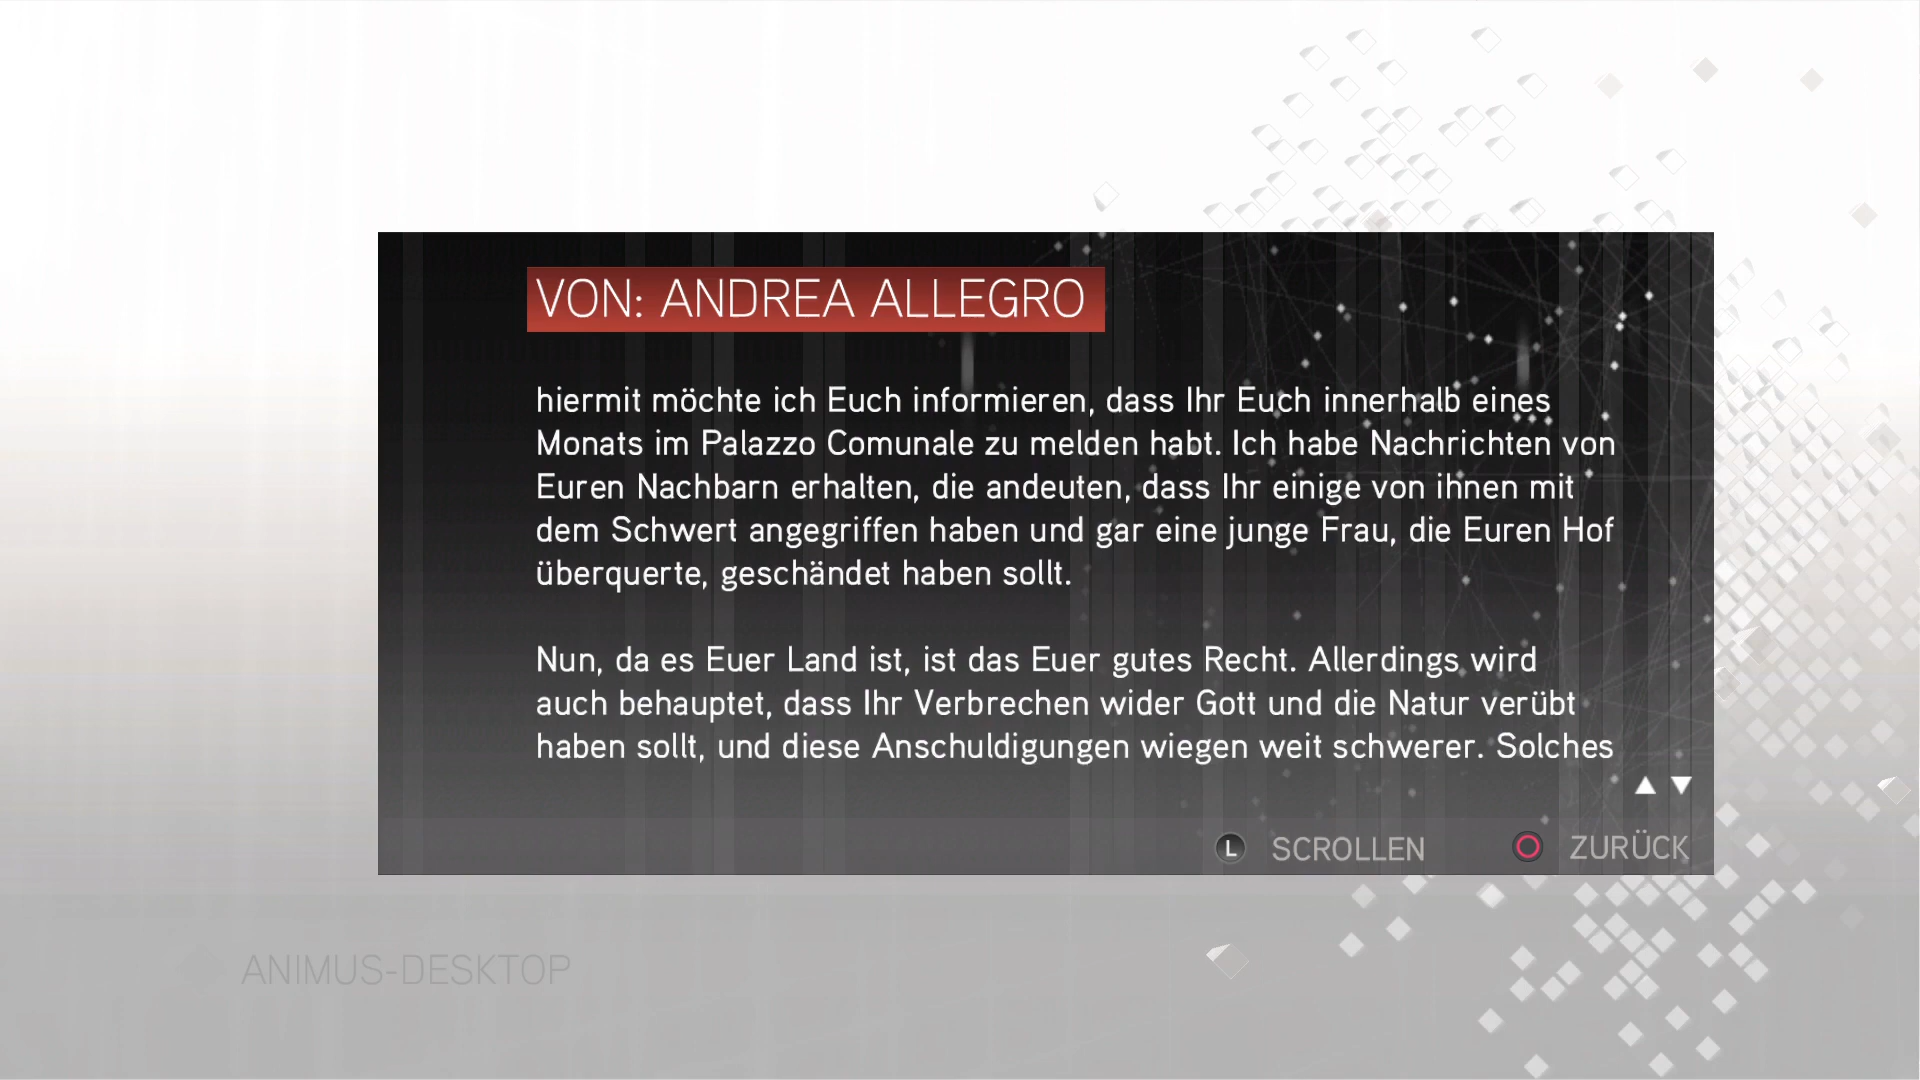 VON: ANDREA ALLEGRO
hiermit möchte ich Euch informieren, dass Ihr Euch innerhalb eines
Monats im Palazzo Comunale zu melden habt. Ich habe Nachrichten von
Euren Nachbarn erhalten, die andeuten, dass Ihr einige von ihnen mit
dem Schwert angegriffen haben und gar eine junge Frau, die Euren Hof
überquerte, geschändet haben sollt.
Nun, da es Euer Land ist, ist das Euer gutes Recht. Allerdings wird
auch behauptet, dass Ihr Verbrechen wider Gott und die Natur verübt
haben sollt, und diese Anschuldigungen wiegen weit schwerer. Solches
L SCROLLEN ZURÜCK
ANIMUS-DESKTOP